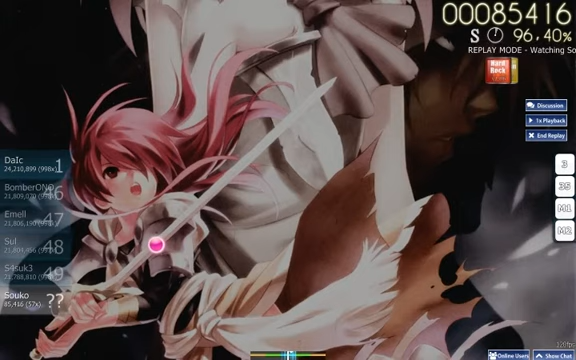 00085416
S 96.40%
REPLAY MODE - Watching So
Hard Rock
Discussion
1x Playback
End Replay
DaIc 1
24,210,899 (998x)
BomberONO
Emell 47
Sul 48
S4suk3 49
Souko ??
85,416 (57x)
3
35
M1
M2
120fps
Online Users
Show Chat